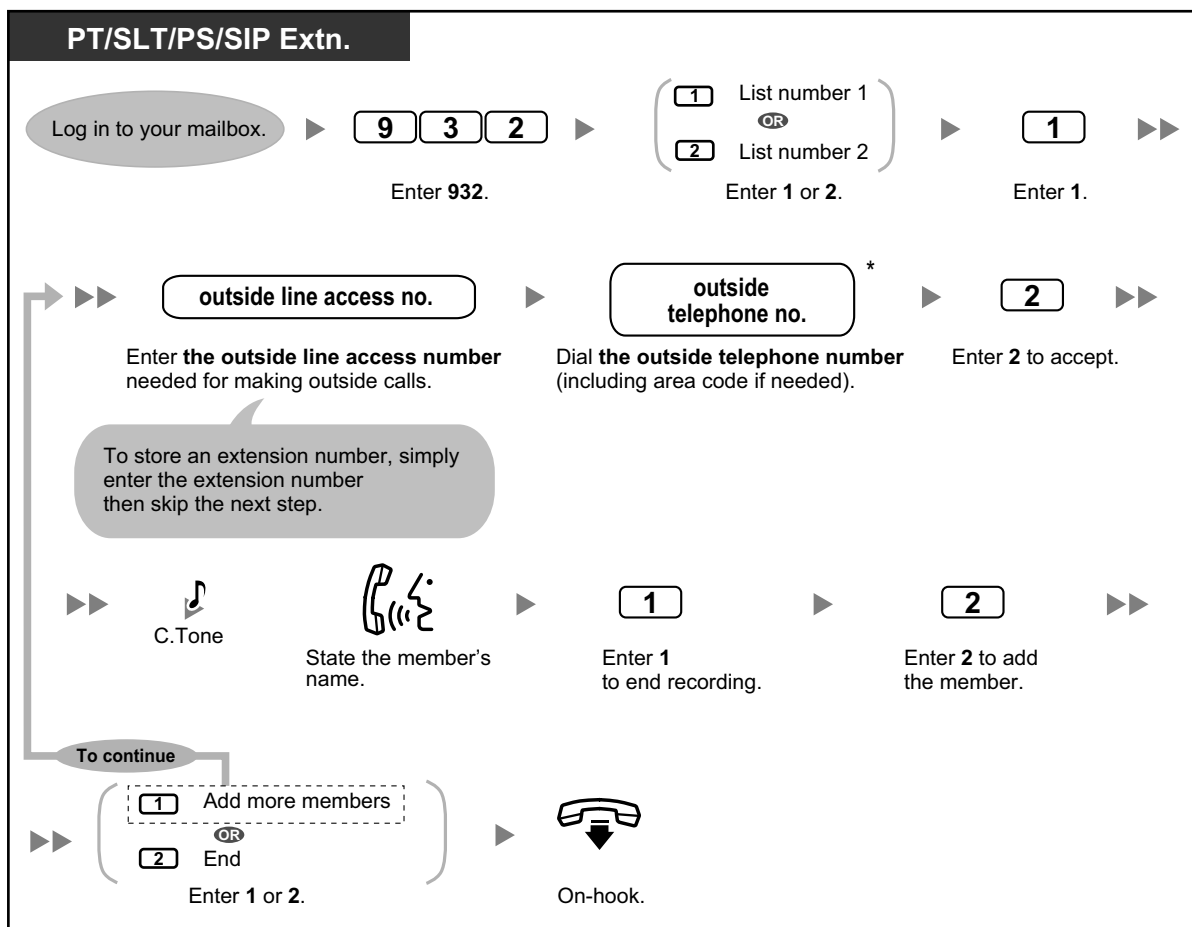 PT/SLT/PS/SIP Extn.
Log in to your mailbox.
9 3 2
Enter 932.
1 List number 1
OR
2 List number 2
Enter 1 or 2.
1
Enter 1.
outside line access no.
Enter the outside line access number
needed for making outside calls.
To store an extension number, simply
enter the extension number
then skip the next step.
outside
telephone no.
*
Dial the outside telephone number
(including area code if needed).
2
Enter 2 to accept.
C.Tone
State the member's
name.
1
Enter 1
to end recording.
2
Enter 2 to add
the member.
To continue
1 Add more members
OR
2 End
Enter 1 or 2.
On-hook.